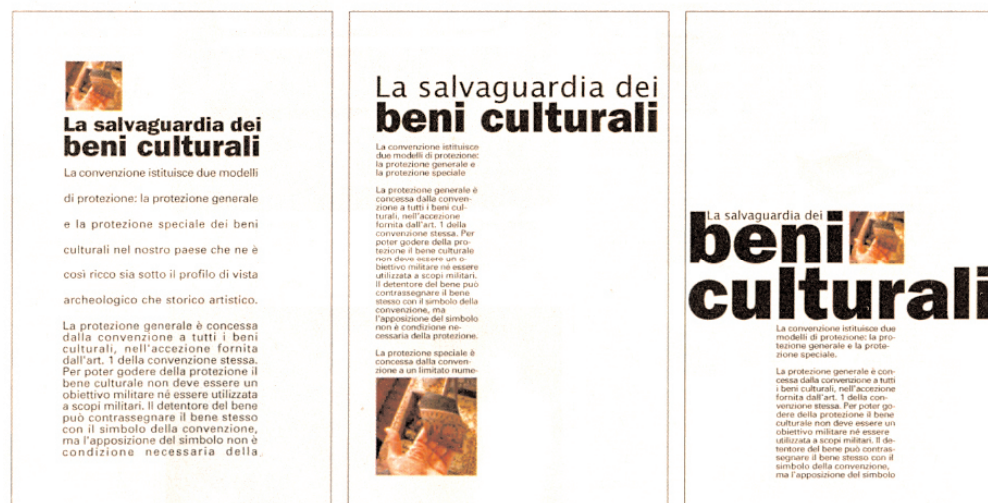 La salvaguardia dei
beni culturali
La convenzione istituisce due modelli
di protezione: la protezione generale
e la protezione speciale dei beni
culturali nel nostro paese che ne è
così ricco sia sotto il profilo di vista
archeologico che storico artistico.
La protezione generale è concessa
dalla convenzione a tutti i beni
culturali, nell'accezione fornita
dall'art. 1 della convenzione stessa.
Per poter godere della protezione il
bene culturale non deve essere un
obiettivo militare né essere utilizzata
a scopi militari. Il detentore del bene
può contrassegnare il bene stesso
con il simbolo della convenzione,
ma l'apposizione del simbolo non è
condizione necessaria della
La salvaguardia dei
beni culturali
La convenzione istituisce
due modelli di protezione:
la protezione generale e
la protezione speciale
La protezione generale è
concessa dalla conven-
zione a tutti i beni cul-
turali, nell'accezione
fornita dall'art. 1 della
convenzione stessa. Per
poter godere della pro-
tezione il bene culturale
non deve essere un o-
biettivo militare né essere
utilizzata a scopi militari.
Il detentore del bene può
contrassegnare il bene
stesso con il simbolo della
convenzione, ma
l'apposizione del simbolo
non è condizione ne-
cessaria della protezione.
La protezione speciale è
concessa dalla conven-
zione a un limitato nume-
La salvaguardia dei
beni
culturali
La convenzione istituisce due
modelli di protezione: la pro-
tezione generale e la prote-
zione speciale.
La protezione generale è con-
cessa dalla convenzione a tutti
i beni culturali, nell'accezione
fornita dall'art. 1 della con-
venzione stessa. Per poter go-
dere della protezione il bene
culturale non deve essere un
obiettivo militare né essere
utilizzata a scopi militari. Il de-
tentore del bene può contras-
segnare il bene stesso con il
simbolo della convenzione,
ma l'apposizione del simbolo